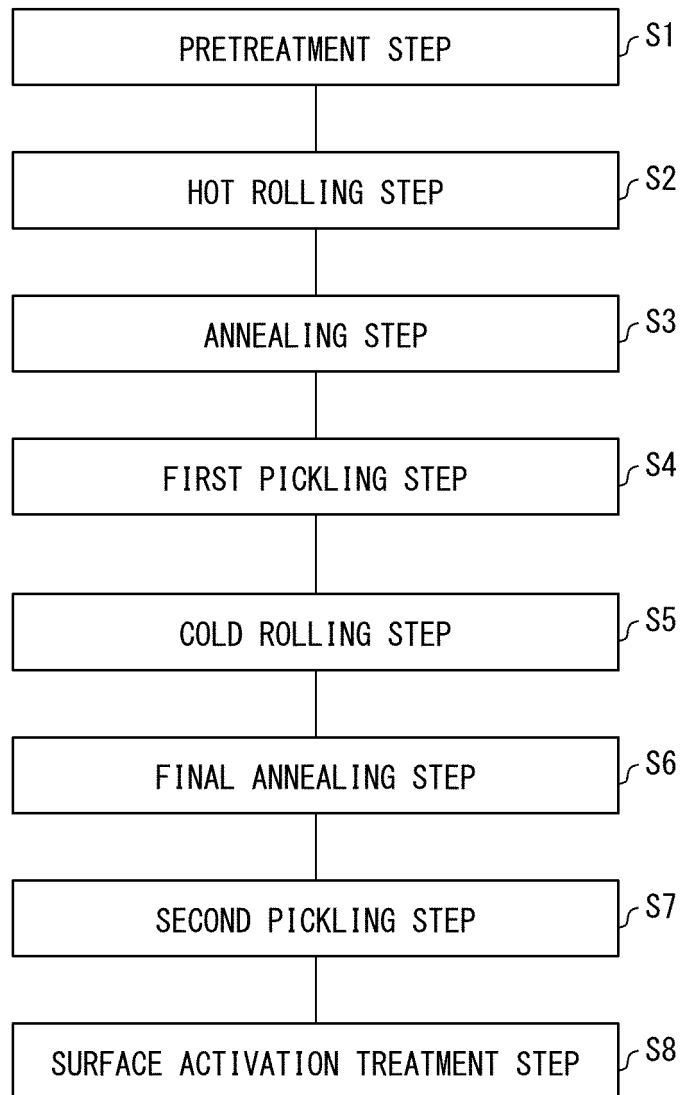 PRETREATMENT STEP
S1
HOT ROLLING STEP
S2
ANNEALING STEP
S3
FIRST PICKLING STEP
S4
COLD ROLLING STEP
S5
FINAL ANNEALING STEP
S6
SECOND PICKLING STEP
S7
SURFACE ACTIVATION TREATMENT STEP
S8